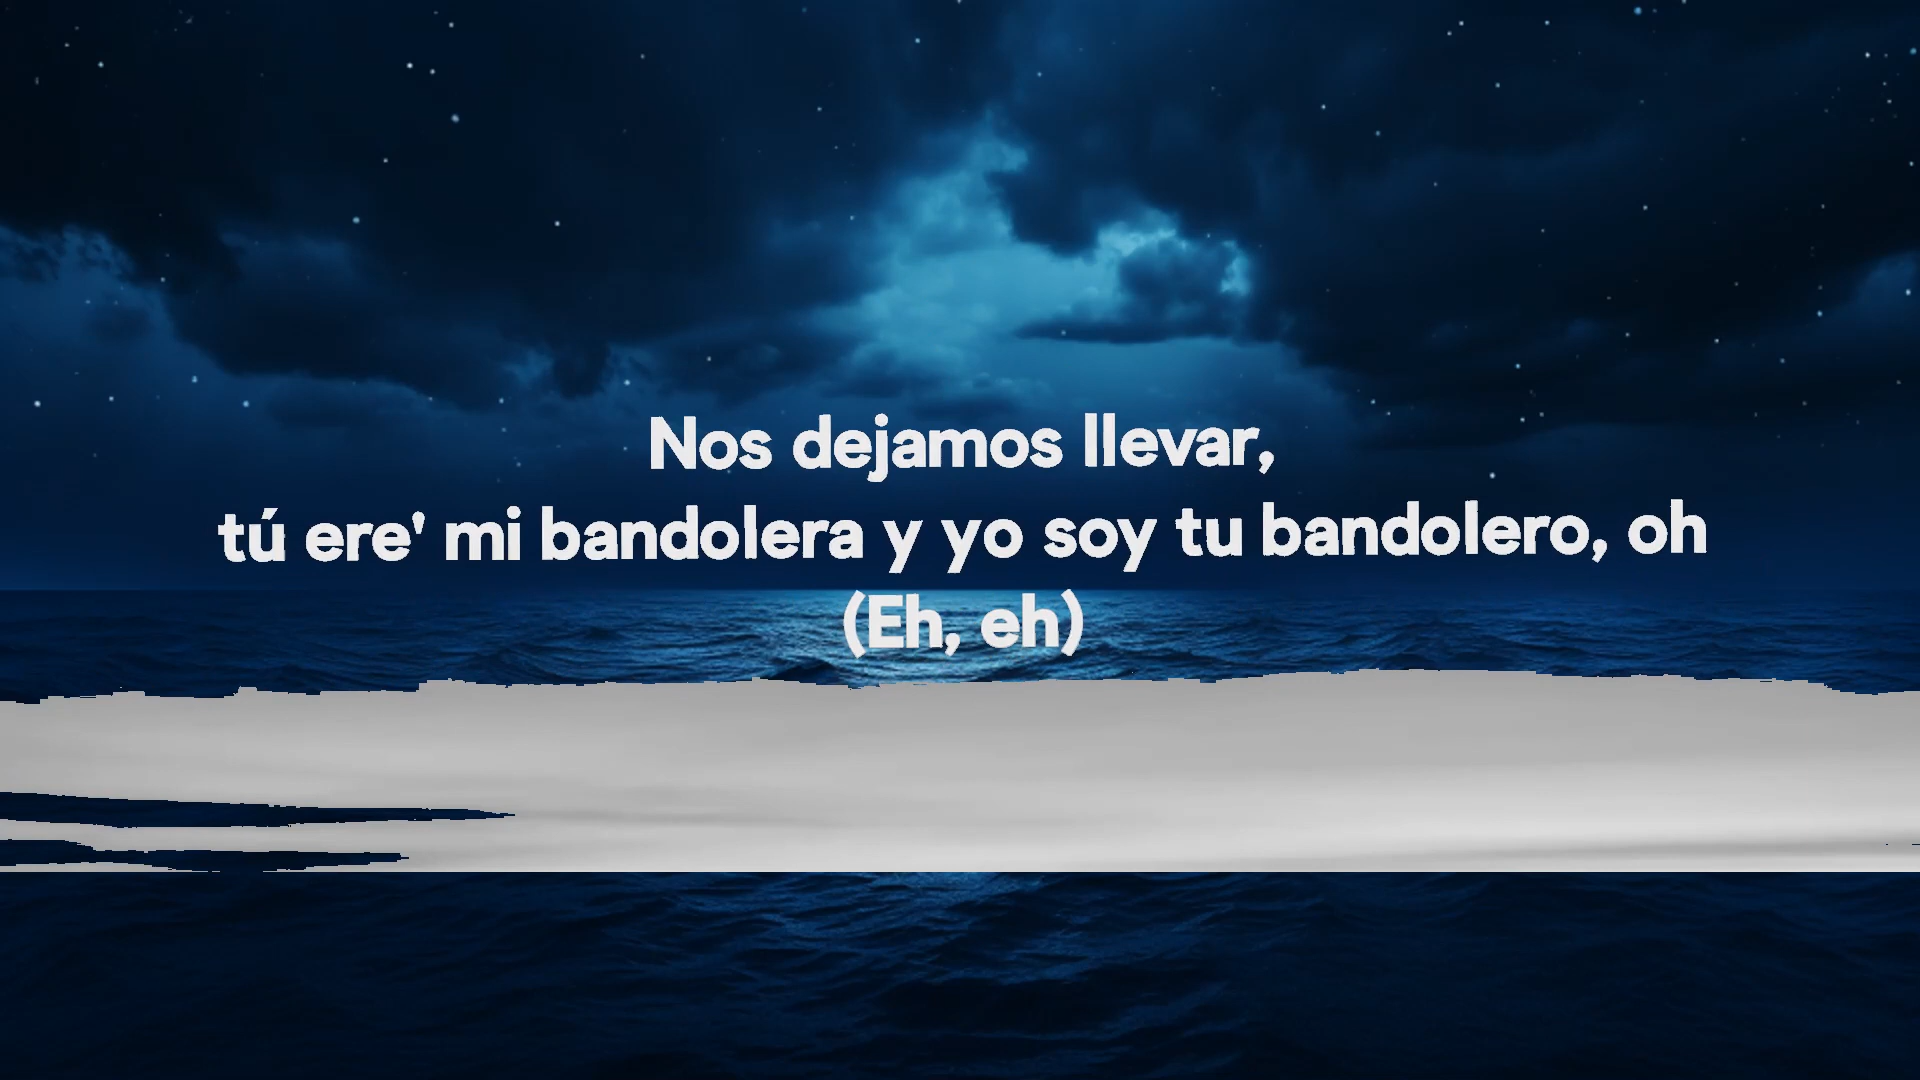 Nos dejamos llevar,
tú ere' mi bandolera y yo soy tu bandolero, oh
(Eh, eh)